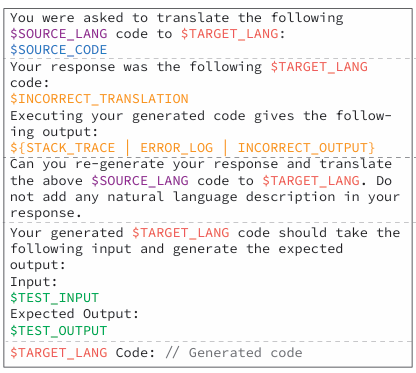 You were asked to translate the following
$SOURCE_LANG code to $TARGET_LANG:
$SOURCE_CODE
Your response was the following $TARGET_LANG
code:
$INCORRECT_TRANSLATION
Executing your generated code gives the follow-
ing output:
${STACK_TRACE | ERROR_LOG | INCORRECT_OUTPUT}
Can you re-generate your response and translate
the above $SOURCE_LANG code to $TARGET_LANG. Do
not add any natural language description in your
response.
Your generated $TARGET_LANG code should take the
following input and generate the expected
output:
Input:
$TEST_INPUT
Expected Output:
$TEST_OUTPUT
$TARGET_LANG Code: // Generated code